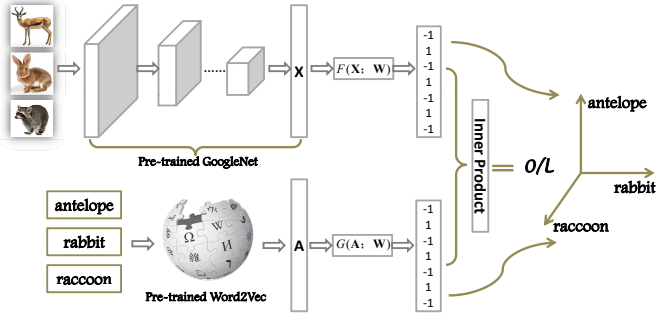 X
F(X; W)
-1
1
-1
1
-1
1
-1
Pre-trained GoogleNet
Inner Product
= O/L
antelope
rabbit
raccoon
antelope
rabbit
raccoon
Ω
W
И
維
Pre-trained Word2Vec
A
G(A; W)
-1
1
-1
1
-1
1
-1